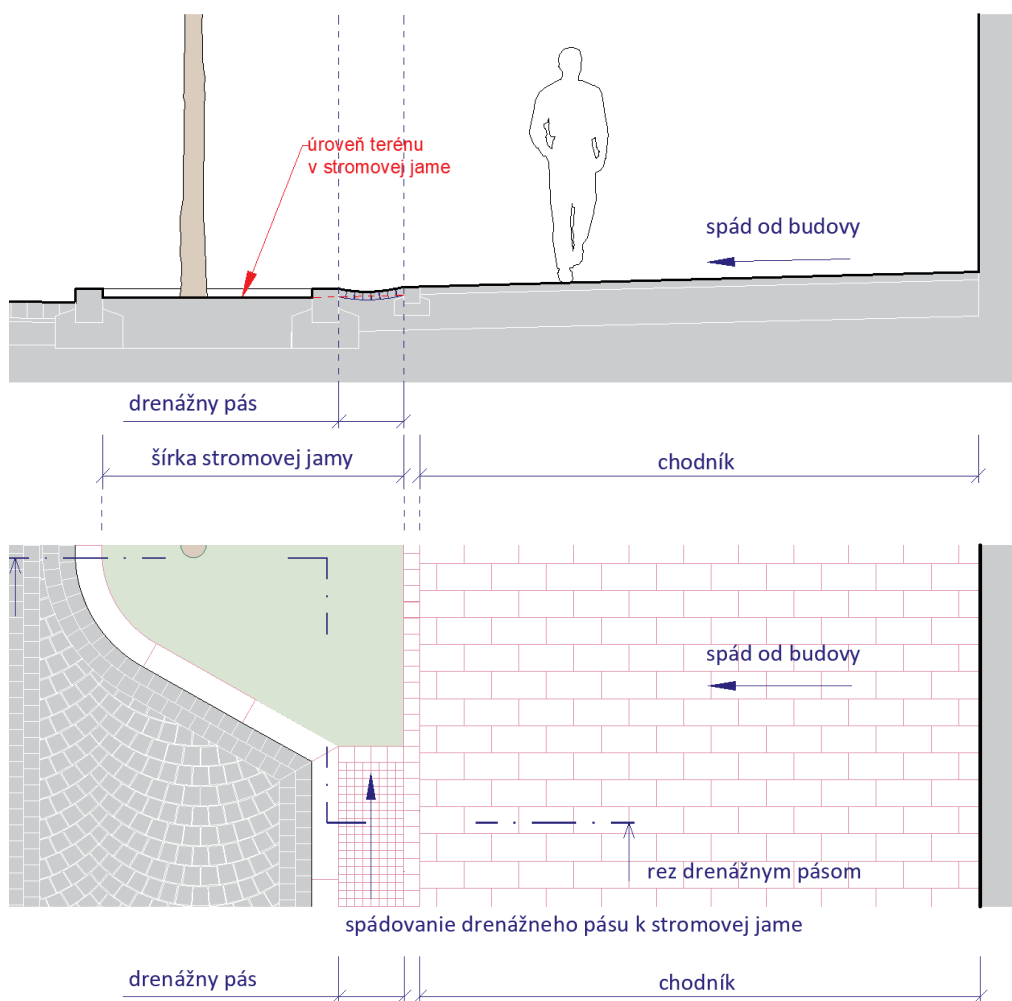 úroveň terénu
v stromovej jame
spád od budovy
drenážny pás
šírka stromovej jamy
chodník
spád od budovy
rez drenážnym pásom
spádovanie drenážneho pásu k stromovej jame
drenážny pás
chodník